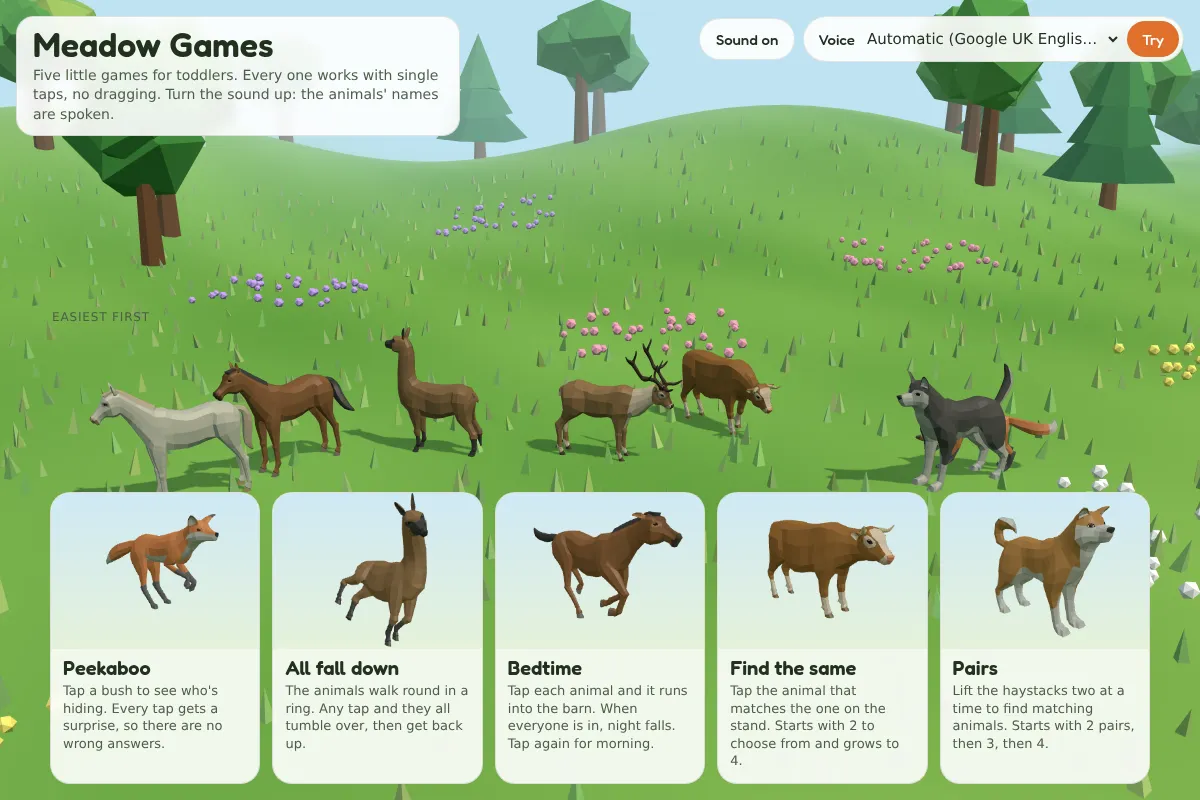 Meadow Games
Five little games for toddlers. Every one works with single
taps, no dragging. Turn the sound up: the animals' names
are spoken.
Sound on
Voice Automatic (Google UK Englis... Try
EASIEST FIRST
Peekaboo
Tap a bush to see who's
hiding. Every tap gets a
surprise, so there are no
wrong answers.
All fall down
The animals walk round in a
ring. Any tap and they all
tumble over, then get back
up.
Bedtime
Tap each animal and it runs
into the barn. When
everyone is in, night falls.
Tap again for morning.
Find the same
Tap the animal that
matches the one on the
stand. Starts with 2 to
choose from and grows to
4.
Pairs
Lift the haystacks two at a
time to find matching
animals. Starts with 2 pairs,
then 3, then 4.